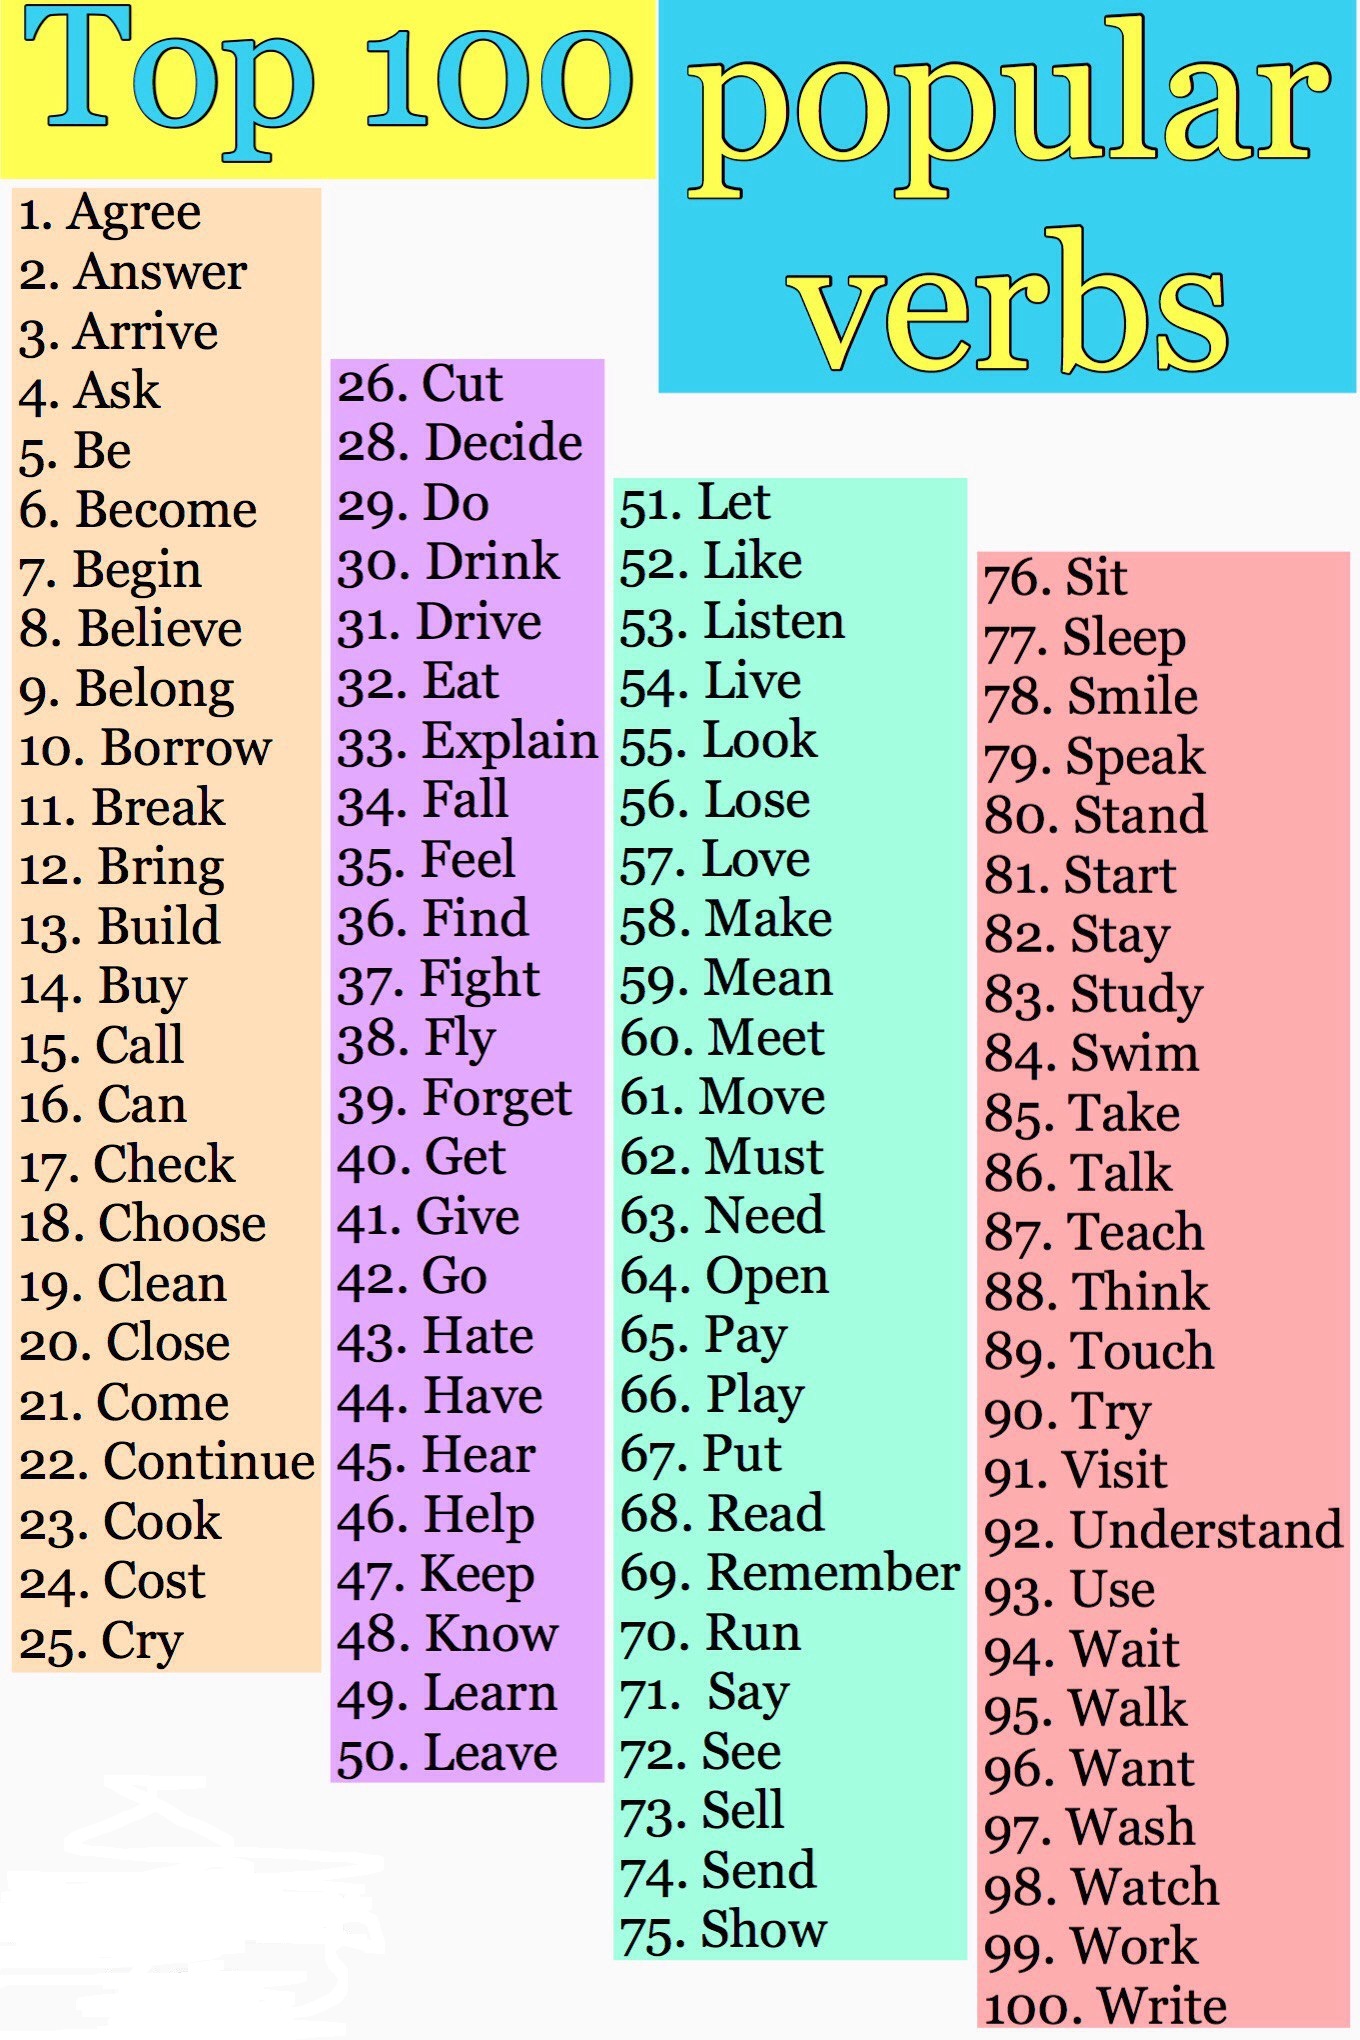 Top 100
popular
verbs
1. Agree
2. Answer
3. Arrive
4. Ask
5. Be
6. Become
7. Begin
8. Believe
9. Belong
10. Borrow
11. Break
12. Bring
13. Build
14. Buy
15. Call
16. Can
17. Check
18. Choose
19. Clean
20. Close
21. Come
22. Continue
23. Cook
24. Cost
25. Cry
26. Cut
28. Decide
29. Do
30. Drink
31. Drive
32. Eat
33. Explain
34. Fall
35. Feel
36. Find
37. Fight
38. Fly
39. Forget
40. Get
41. Give
42. Go
43. Hate
44. Have
45. Hear
46. Help
47. Keep
48. Know
49. Learn
50. Leave
51. Let
52. Like
53. Listen
54. Live
55. Look
56. Lose
57. Love
58. Make
59. Mean
60. Meet
61. Move
62. Must
63. Need
64. Open
65. Pay
66. Play
67. Put
68. Read
69. Remember
70. Run
71. Say
72. See
73. Sell
74. Send
75. Show
76. Sit
77. Sleep
78. Smile
79. Speak
80. Stand
81. Start
82. Stay
83. Study
84. Swim
85. Take
86. Talk
87. Teach
88. Think
89. Touch
90. Try
91. Visit
92. Understand
93. Use
94. Wait
95. Walk
96. Want
97. Wash
98. Watch
99. Work
100. Write